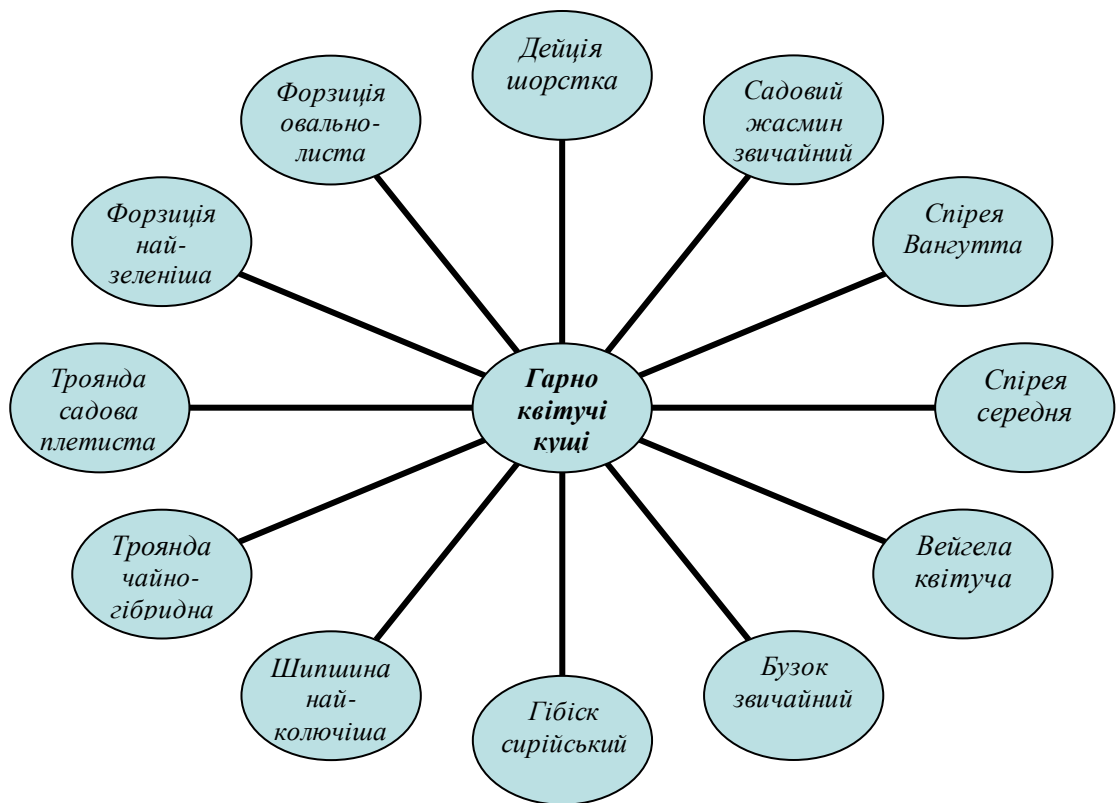 Дейція
шорстка
Садовий
жасмин
звичайний
Спірея
Вангутта
Спірея
середня
Вейгела
квітуча
Бузок
звичайний
Гібіск
сирійський
Шипшина
най-
колючіша
Троянда
чайно-
гібридна
Троянда
садова
плетиста
Форзиція
най-
зеленіша
Форзиція
овально-
листа
Гарно
квітучі
кущі